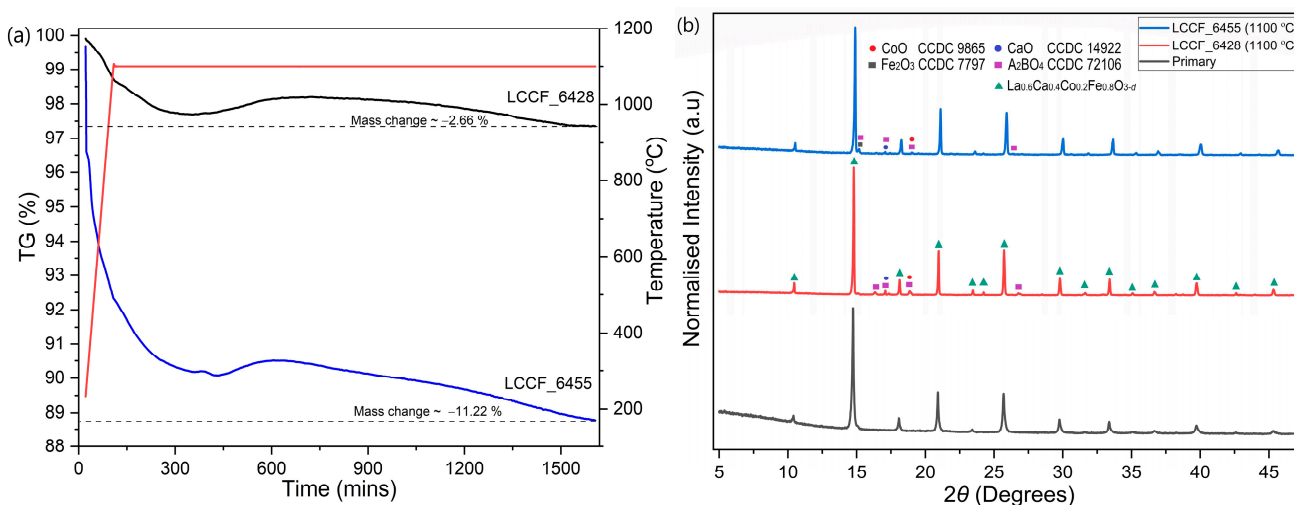 (a)
100
99
98
97
96
95
94
93
92
91
90
89
88
TG (%)
0
300
600
900
1200
1500
Time (mins)
1200
1000
800
600
400
200
Temperature (°C)
LCCF_6428
Mass change ~ −2.66 %
LCCF_6455
Mass change ~ −11.22 %
(b)
CoO CCDC 9865
CaO CCDC 14922
Fe₂O₃ CCDC 7797
A₂BO₄ CCDC 72106
La₀.₆Ca₀.₄Co₀.₂Fe₀.₈O₃₋d
LCCF_6455 (1100 °C
LCCF_6428 (1100 °C
Primary
Normalised Intensity (a.u)
5
10
15
20
25
30
35
40
45
2θ (Degrees)